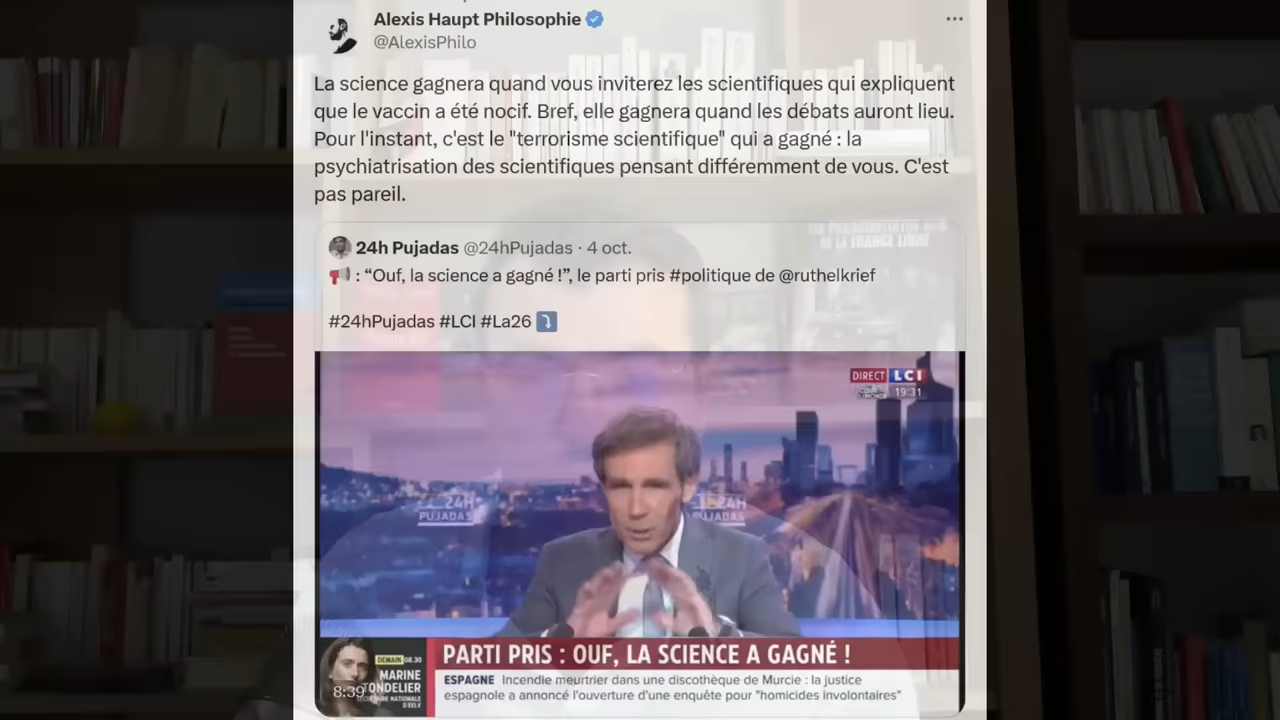 Alexis Haupt Philosophie
@AlexisPhilo
La science gagnera quand vous inviterez les scientifiques qui expliquent
que le vaccin a été nocif. Bref, elle gagnera quand les débats auront lieu.
Pour l'instant, c'est le "terrorisme scientifique" qui a gagné : la
psychiatrisation des scientifiques pensant différemment de vous. C'est
pas pareil.
24h Pujadas @24hPujadas · 4 oct.
: “Ouf, la science a gagné !”, le parti pris #politique de @ruthelkrief
#24hPujadas #LCI #La26
DIRECT LCI
19:31
24H
PUJADAS
24H
PUJADAS
PARTI PRIS : OUF, LA SCIENCE A GAGNÉ !
DEMAIN 08.30
MARINE
TONDELIER
SECRÉTAIRE NATIONALE
D'EELV
8:39
ESPAGNE Incendie meurtrier dans une discothèque de Murcie : la justice
espagnole a annoncé l'ouverture d'une enquête pour "homicides involontaires"